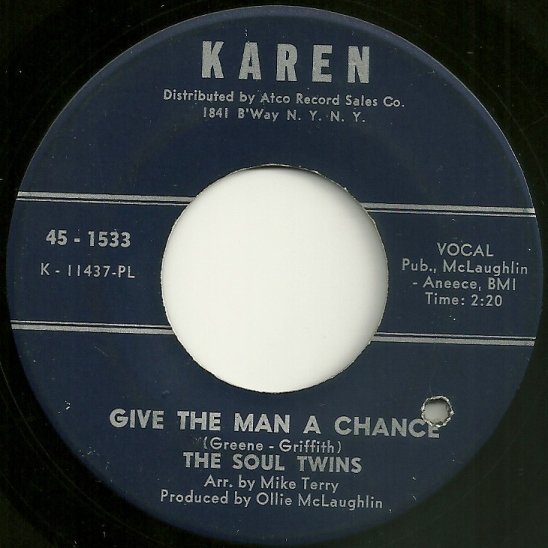 KAREN
Distributed by Atco Record Sales Co.
1841 B'Way N. Y. N. Y.
45 - 1533
K - 11437-PL
VOCAL
Pub., McLaughlin
- Aneece, BMI
Time: 2:20
GIVE THE MAN A CHANCE
(Greene - Griffith)
THE SOUL TWINS
Arr. by Mike Terry
Produced by Ollie McLaughlin